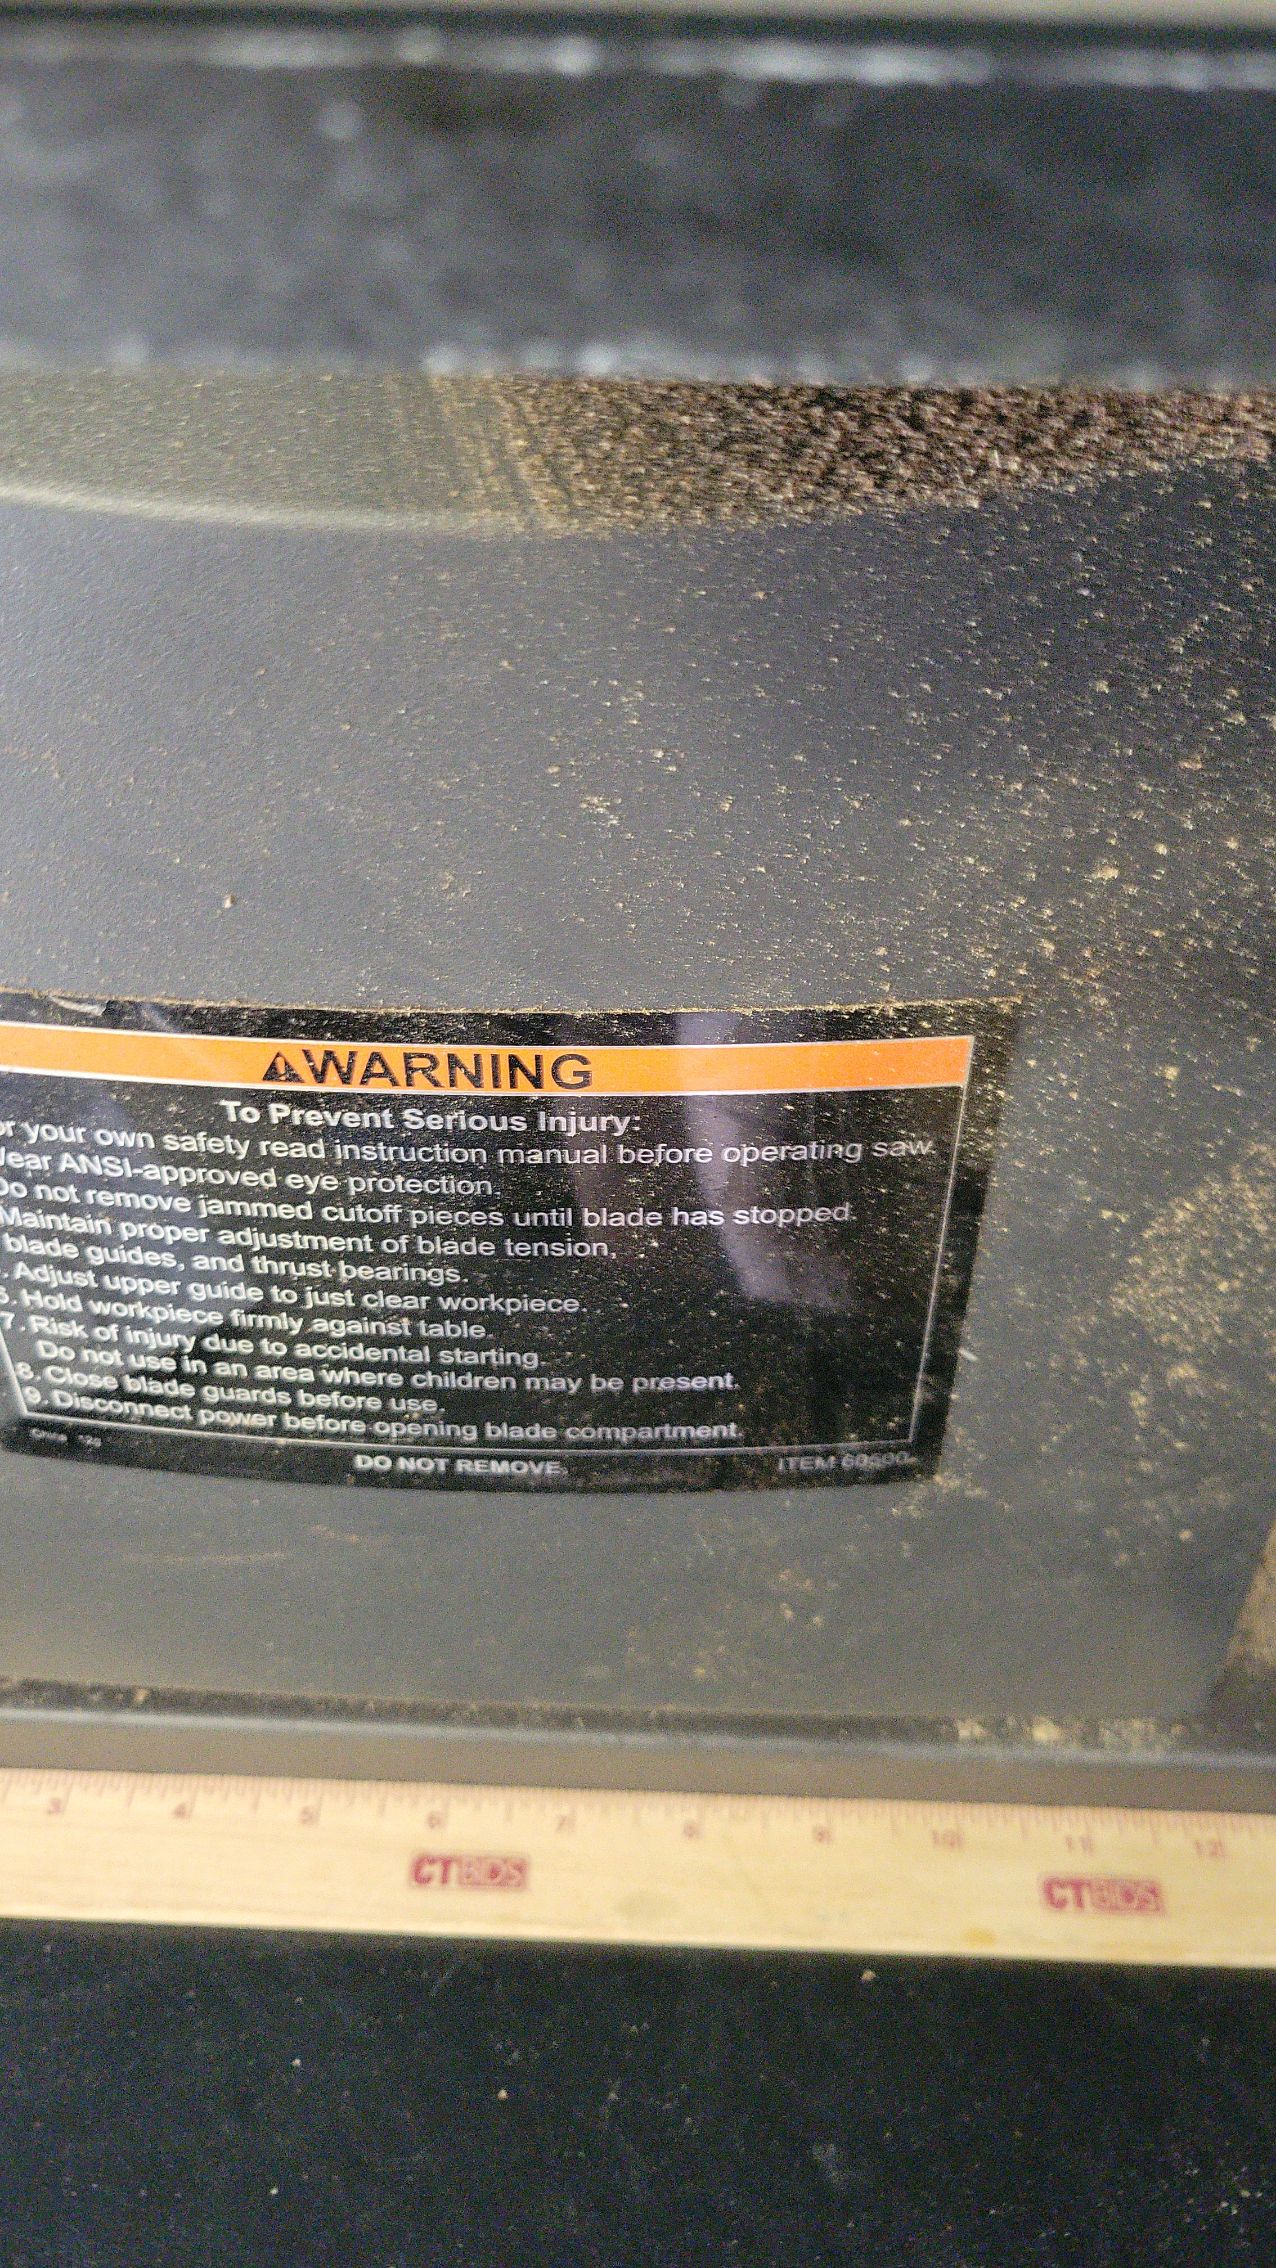 WARNING
To Prevent Serious Injury:
your own safety read instruction manual before operating saw.
ANSI-approved eye protection.
Do not remove jammed cutoff pieces until blade has stopped.
Maintain proper adjustment of blade tension,
blade guides, and thrust bearings.
Adjust upper guide to just clear workpiece.
6. Hold workpiece firmly against table.
7. Risk of injury due to accidental starting.
Do not use in an area where children may be present.
8. Close blade guards before use.
9. Disconnect power before opening blade compartment.
DO NOT REMOVE. ITEM
3 4 5 6 7 8 9 10 11 12
CTBIDS CTBIDS